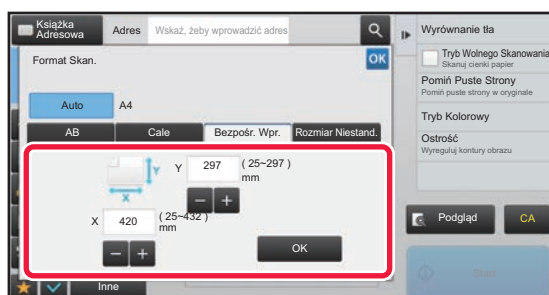 Książka
Adresowa
Adres
Wskaż, żeby wprowadzić adres
Format Skan.
OK
Auto
A4
AB
Cale
Bezpośr. Wpr.
Rozmiar Niestand.
Y
X
Y 297 ( 25~297 )
mm
- +
X 420 ( 25~432 )
mm
- +
OK
Inne
Wyrównanie tła
Tryb Wolnego Skanowania
Skanuj cienki papier
Pomiń Puste Strony
Pomiń puste strony w oryginale
Tryb Kolorowy
Ostrość
Wyreguluj kontury obrazu
Podgląd
CA
Start